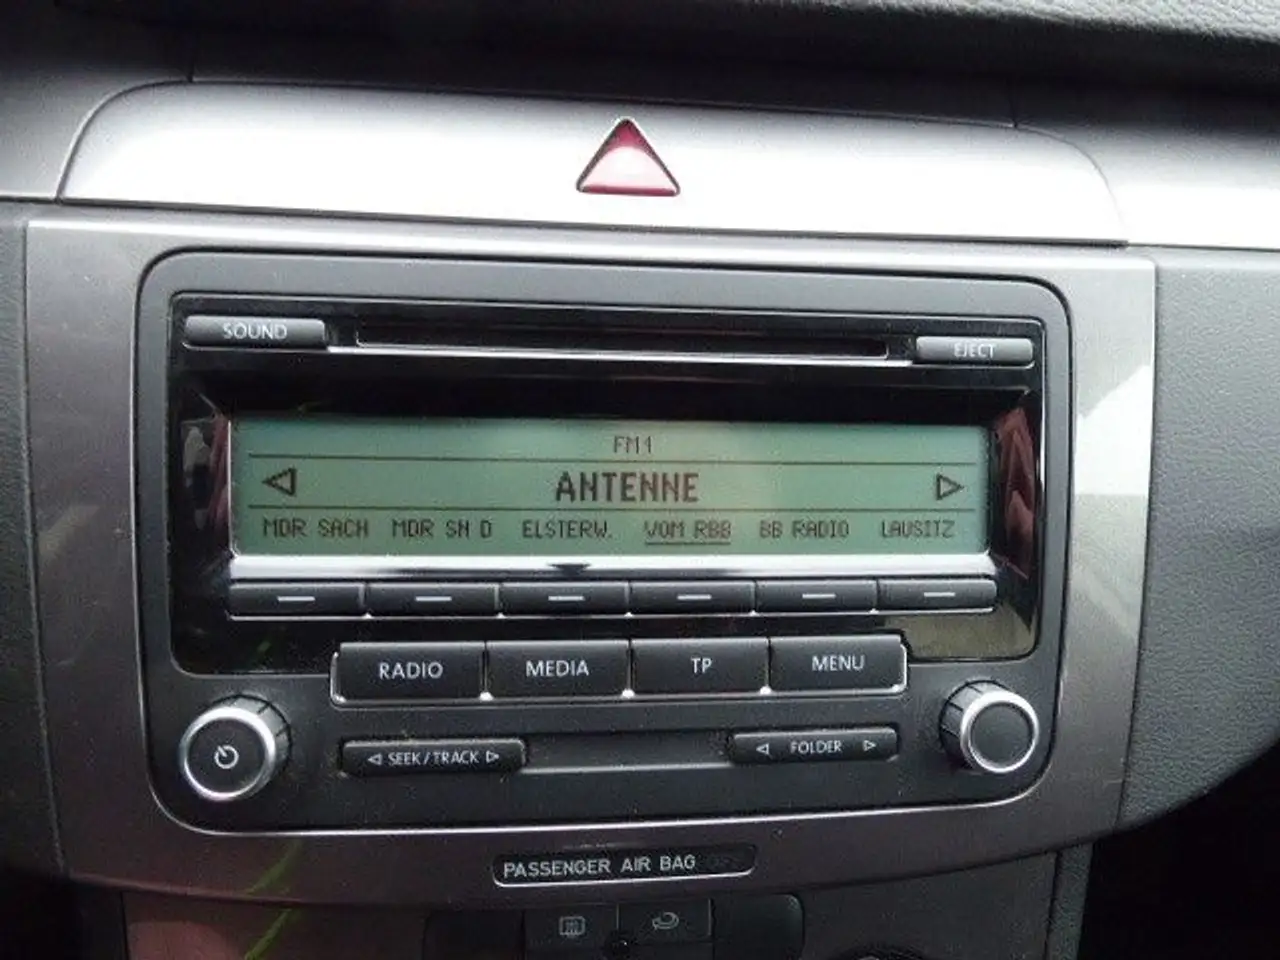 SOUND
EJECT
FM1
ANTENNE
MDR SACH MDR SN D ELSTERW. VOM RBB BB RADIO LAUSITZ
RADIO MEDIA TP MENU
SEEK/TRACK FOLDER
PASSENGER AIR BAG